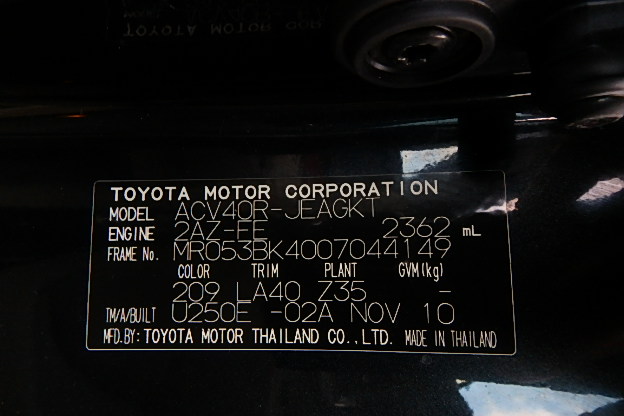 TOYOTA MOTOR CORPORATION
MODEL ACV40R-JEAGKT
ENGINE 2AZ-FE 2362 mL
FRAME No. MR053BK4007044149
COLOR TRIM PLANT GVM(kg)
209 LA40 Z35 –
TM/A/BUILT U250E -02A NOV 10
MFD.BY: TOYOTA MOTOR THAILAND CO.,LTD. MADE IN THAILAND